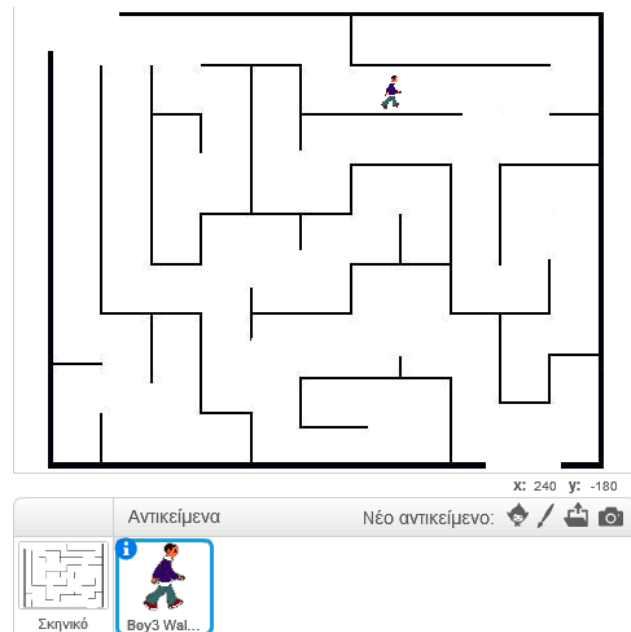 x: 240 y: -180
Αντικείμενα
Νέο αντικείμενο:
Σκηνικό
Boy3 Wal...